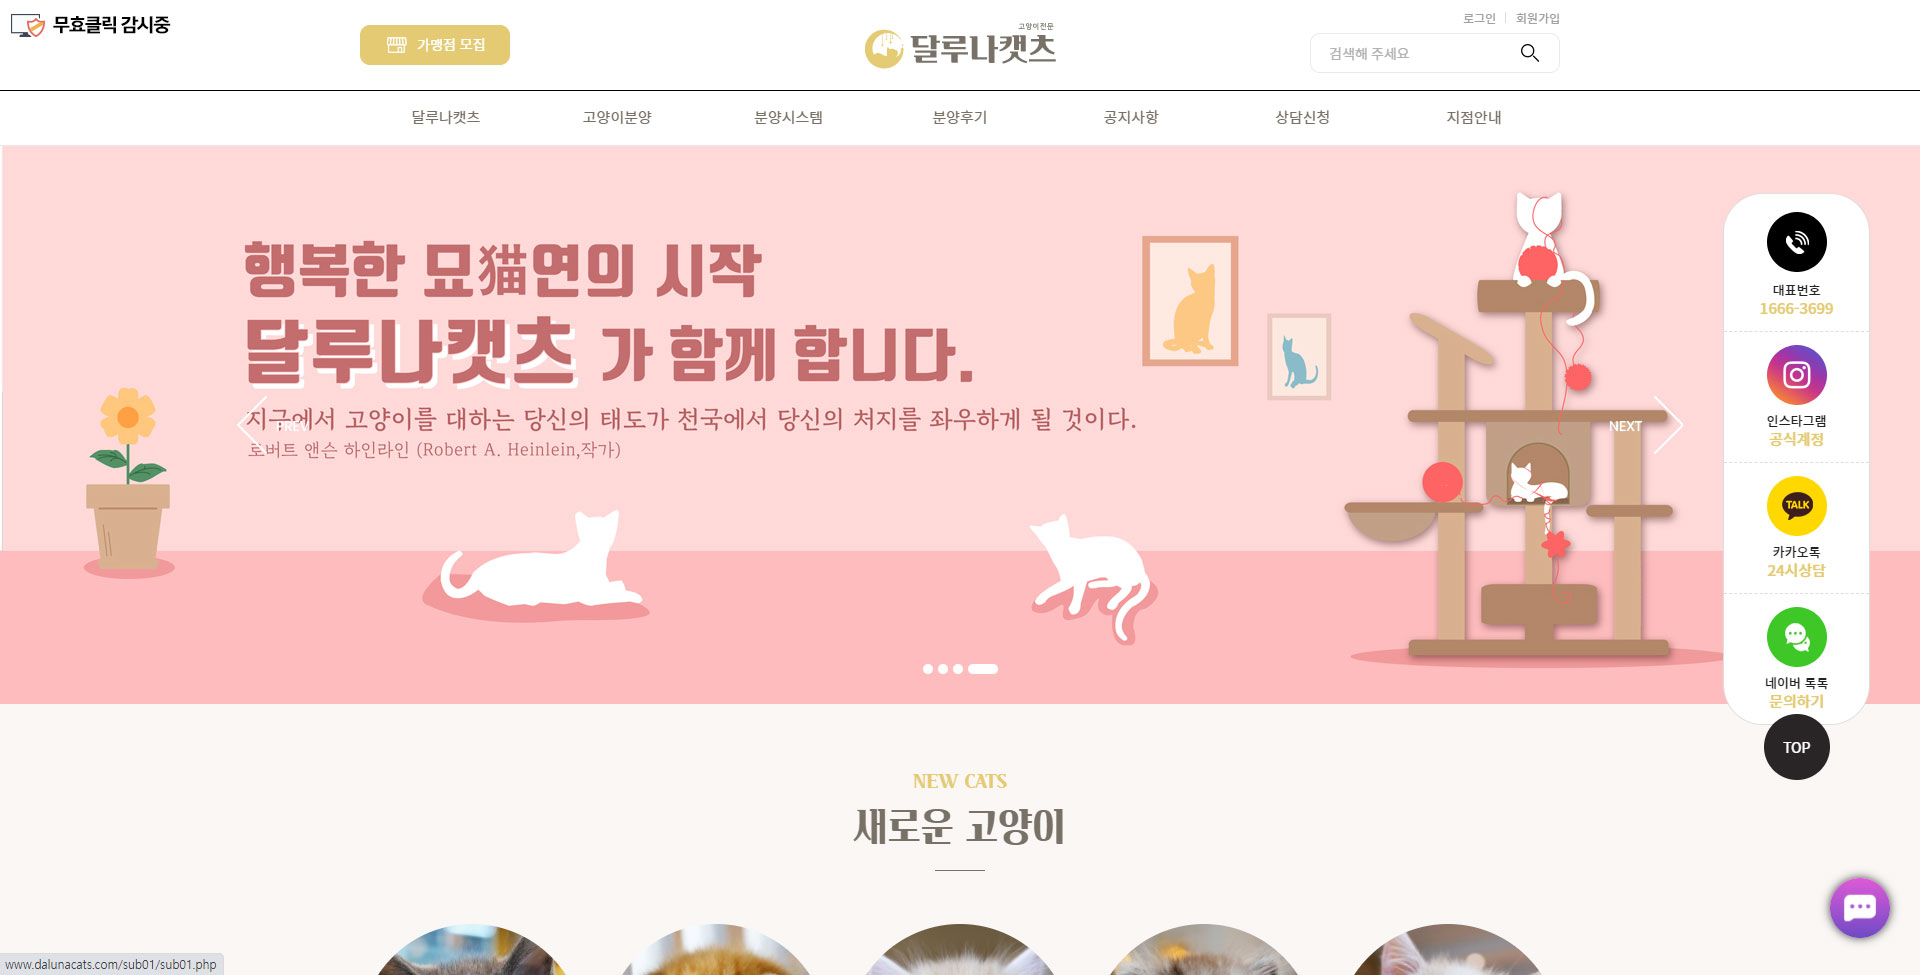 무효클릭 감시중
가맹점 모집
고양이전문
달루나캣츠
로그인 회원가입
검색해 주세요
달루나캣츠 고양이분양 분양시스템 분양후기 공지사항 상담신청 지점안내
행복한 묘猫연의 시작
달루나캣츠 가 함께 합니다.
지구에서 고양이를 대하는 당신의 태도가 천국에서 당신의 처지를 좌우하게 될 것이다.
로버트 앤슨 하인라인 (Robert A. Heinlein,작가)
PREV
NEXT
대표번호
1666-3699
인스타그램
공식계정
TALK
카카오톡
24시상담
네이버 톡톡
문의하기
TOP
NEW CATS
새로운 고양이
www.dalunacats.com/sub01/sub01.php